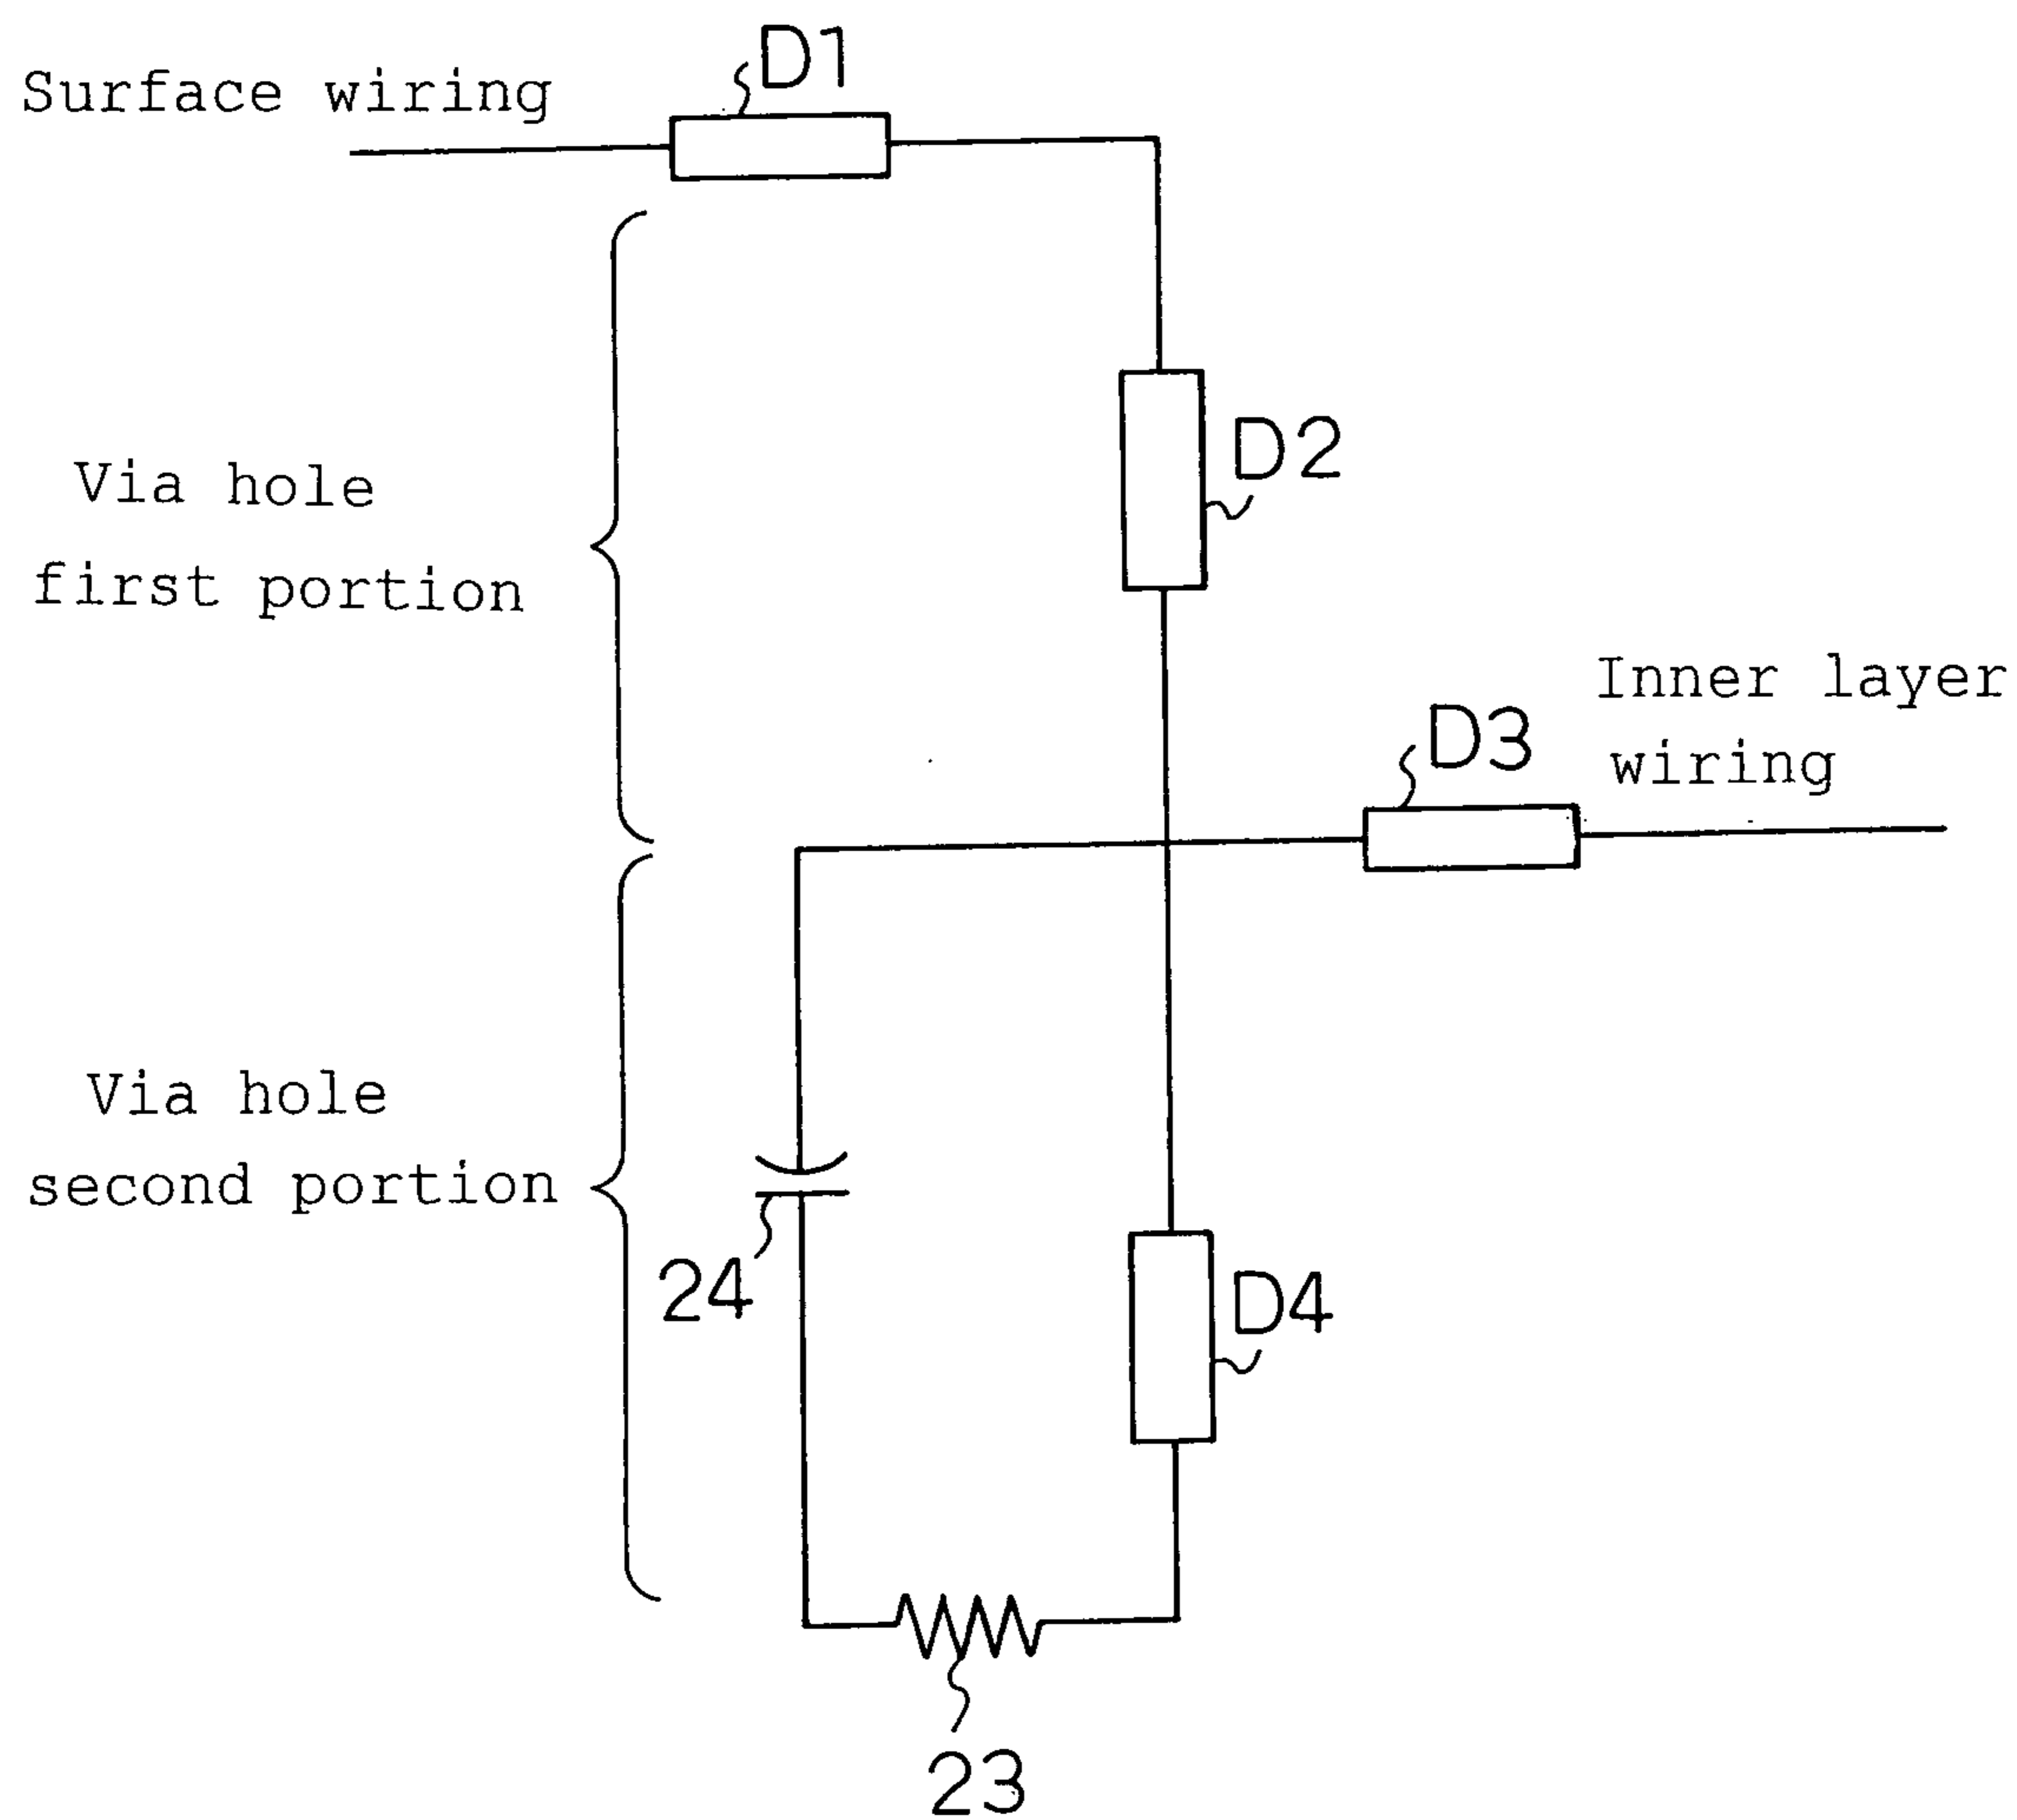 D1
Surface wiring
Via hole
first portion
D2
Inner layer
wiring
D3
Via hole
second portion
24
D4
23